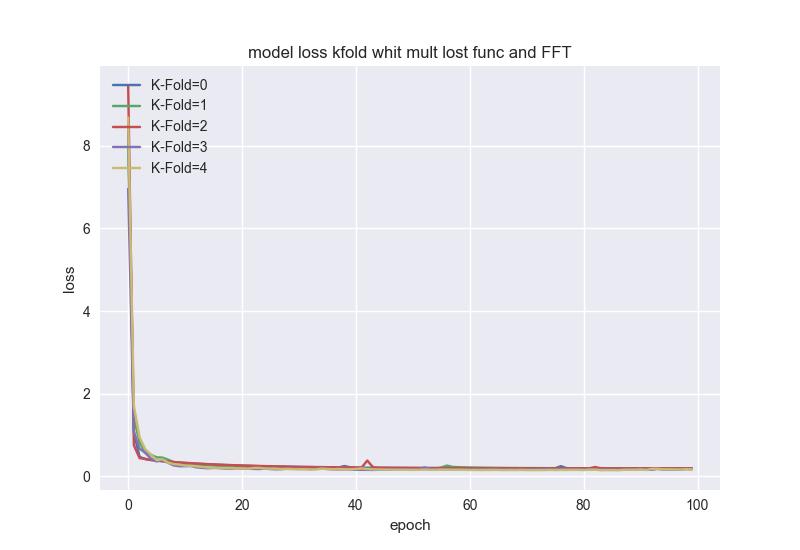 model loss kfold whit mult lost func and FFT
K-Fold=0
K-Fold=1
K-Fold=2
K-Fold=3
K-Fold=4
8
6
4
2
0
loss
0 20 40 60 80 100
epoch